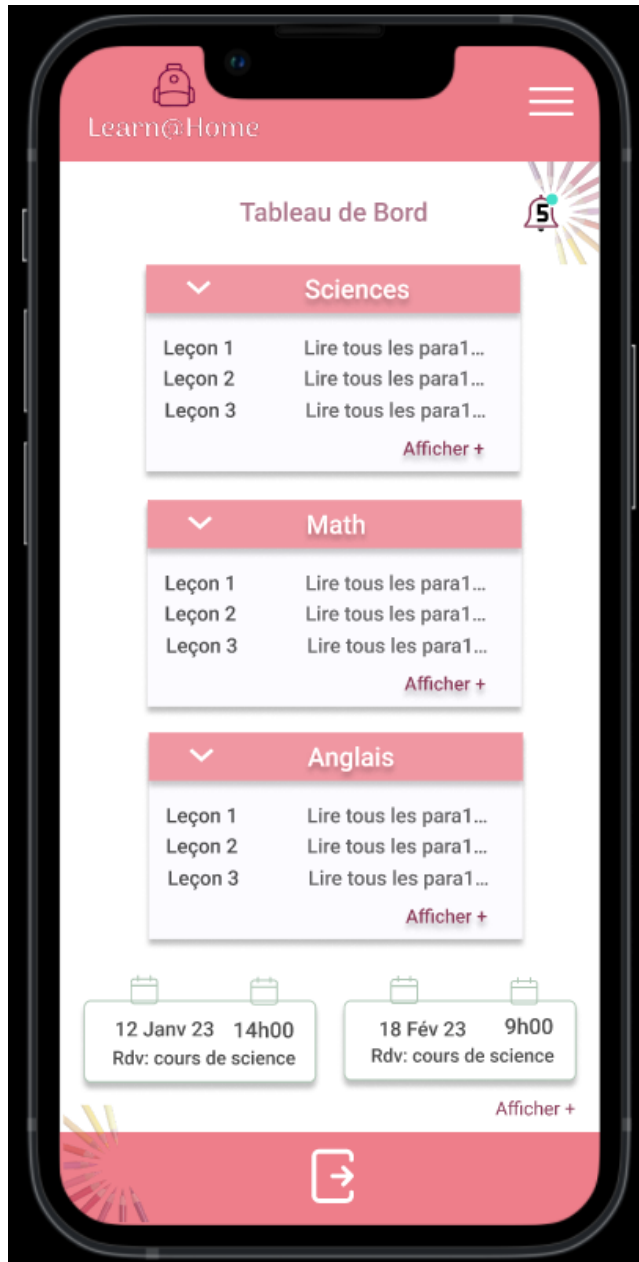 Learn@Home
Tableau de Bord
5
Sciences
Leçon 1 Lire tous les para1...
Leçon 2 Lire tous les para1...
Leçon 3 Lire tous les para1...
Afficher +
Math
Leçon 1 Lire tous les para1...
Leçon 2 Lire tous les para1...
Leçon 3 Lire tous les para1...
Afficher +
Anglais
Leçon 1 Lire tous les para1...
Leçon 2 Lire tous les para1...
Leçon 3 Lire tous les para1...
Afficher +
12 Janv 23 14h00
Rdv: cours de science
18 Fév 23 9h00
Rdv: cours de science
Afficher +